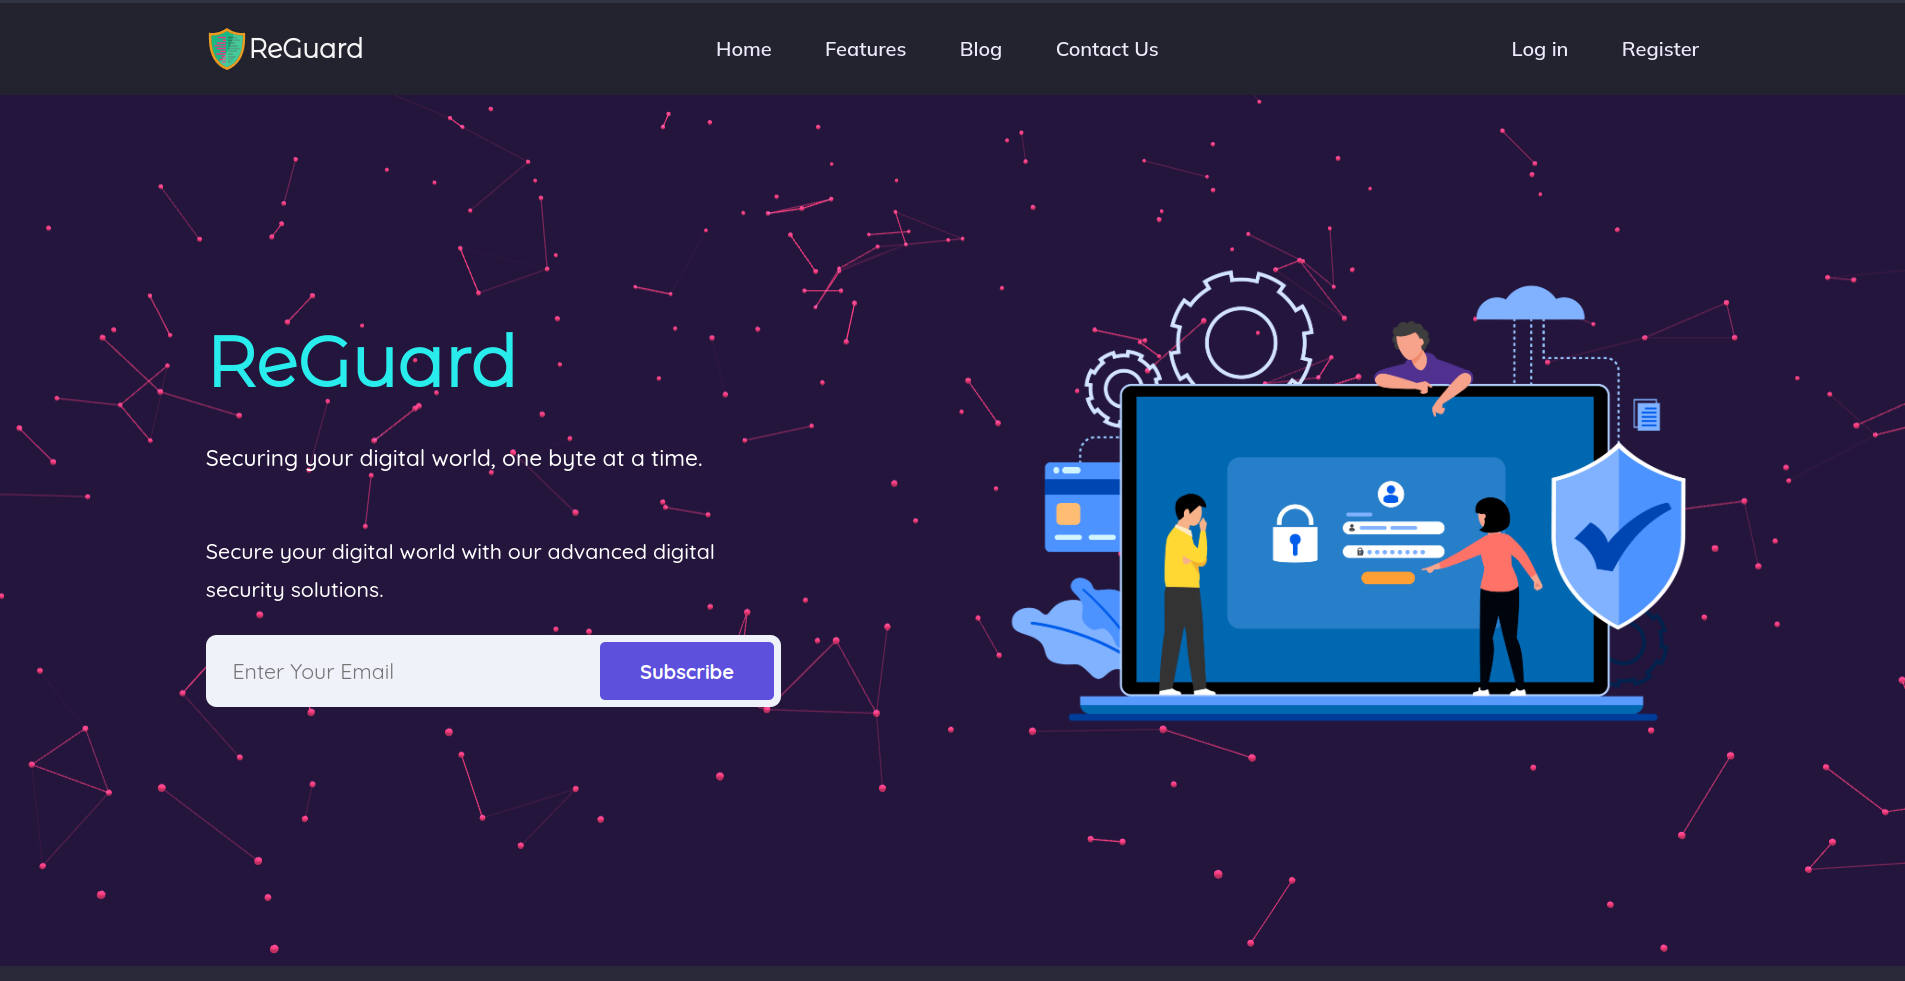 ReGuard
Home
Features
Blog
Contact Us
Log in
Register
ReGuard
Securing your digital world, one byte at a time.
Secure your digital world with our advanced digital
security solutions.
Enter Your Email
Subscribe